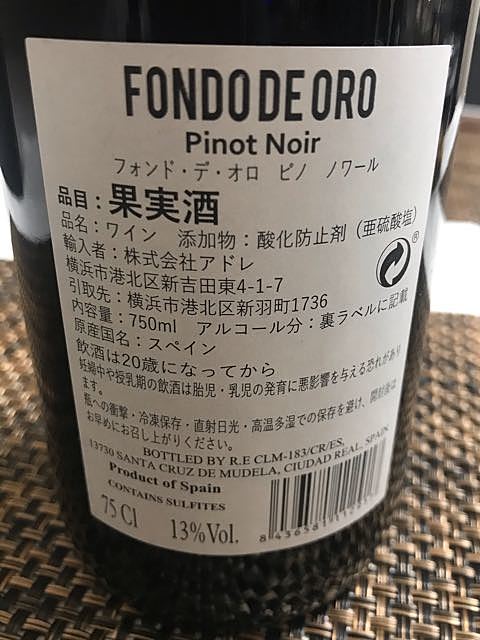 FONDO DE ORO
Pinot Noir
フォンド・デ・オロ ピノ ノワール
品目：果実酒
品名：ワイン 添加物：酸化防止剤（亜硫酸塩）
輸入者：株式会社アドレ
横浜市港北区新吉田東4-1-7
引取先：横浜市港北区新羽町1736
内容量：750ml アルコール分：裏ラベルに記載
原産国名：スペイン
飲酒は20歳になってから
妊婦中や授乳期の飲酒は胎児・乳児の発育に悪影響を与える恐れがあり
ます。
瓶への衝撃・冷凍保存・直射日光・高温多湿での保存を避け、開封後は
お早めにお召し上がりください。
BOTTLED BY R.E CLM-183/CR/ES.
13730 SANTA CRUZ DE MUDELA, CIUDAD REAL, SPAIN
Product of Spain
CONTAINS SULFITES
75 Cl 13%Vol.